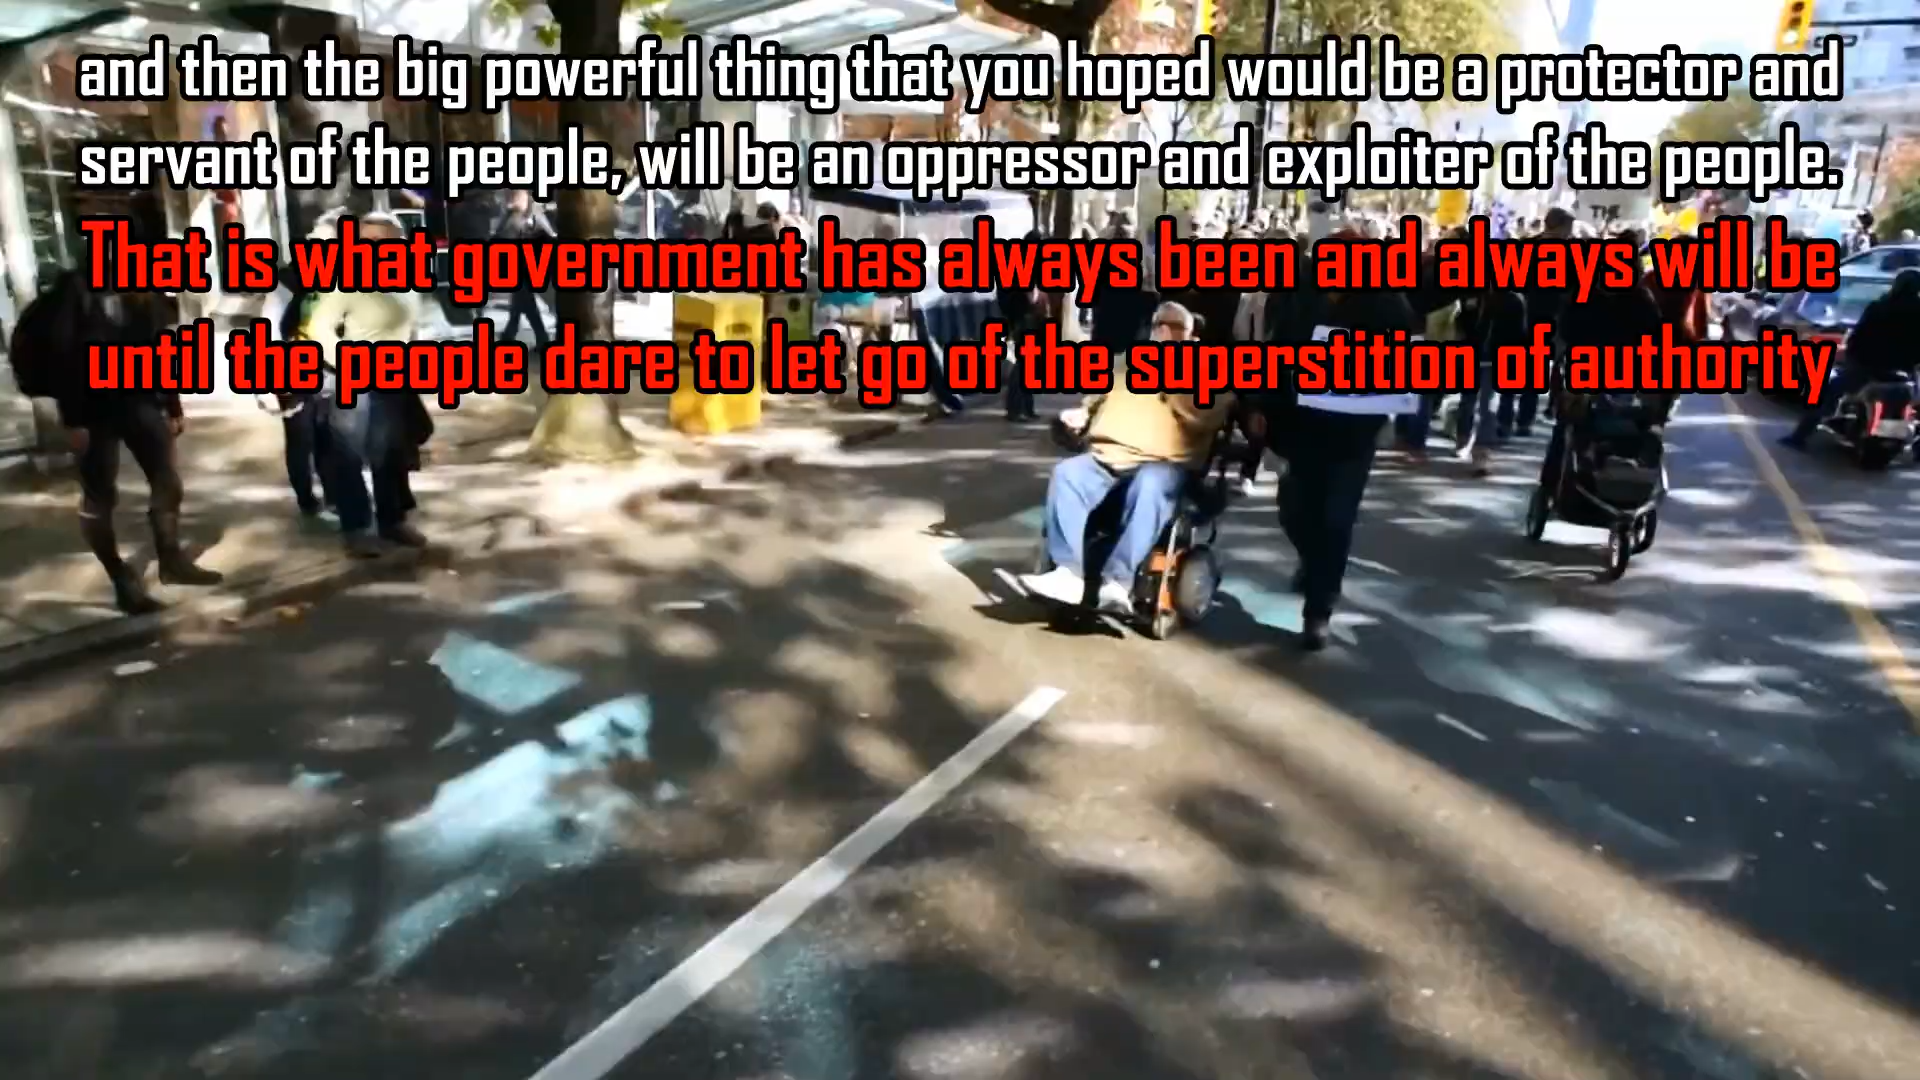 and then the big powerful thing that you hoped would be a protector and
servant of the people, will be an oppressor and exploiter of the people.
That is what government has always been and always will be
until the people dare to let go of the superstition of authority
THE